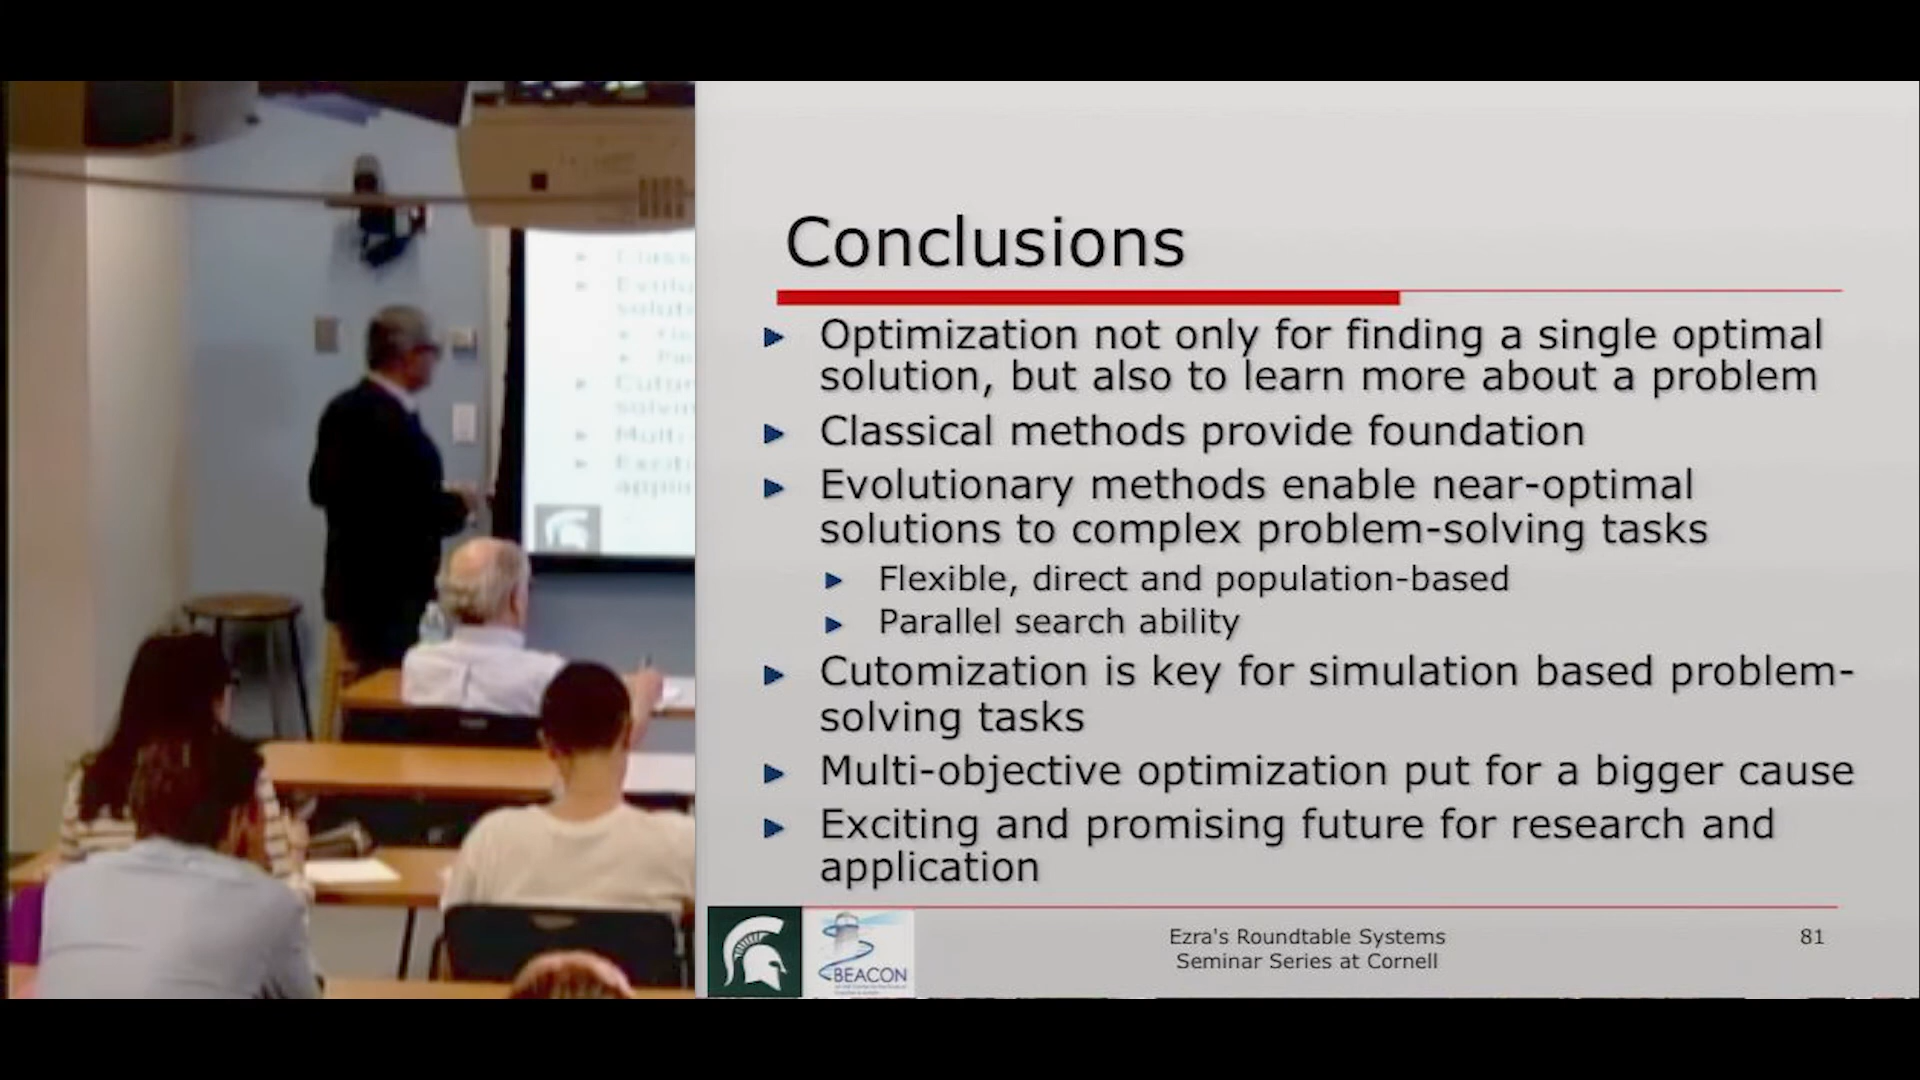 Conclusions
Optimization not only for finding a single optimal
solution, but also to learn more about a problem
Classical methods provide foundation
Evolutionary methods enable near-optimal
solutions to complex problem-solving tasks
Flexible, direct and population-based
Parallel search ability
Cutomization is key for simulation based problem-
solving tasks
Multi-objective optimization put for a bigger cause
Exciting and promising future for research and
application
BEACON
Ezra's Roundtable Systems
Seminar Series at Cornell
81